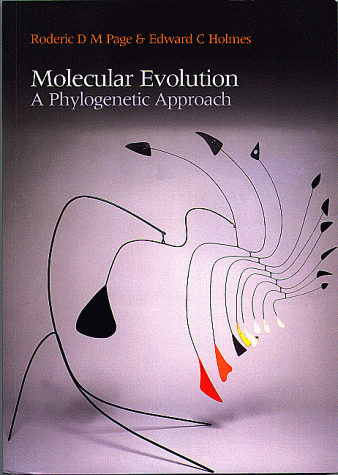 Roderic D M Page & Edward C Holmes
Molecular Evolution
A Phylogenetic Approach